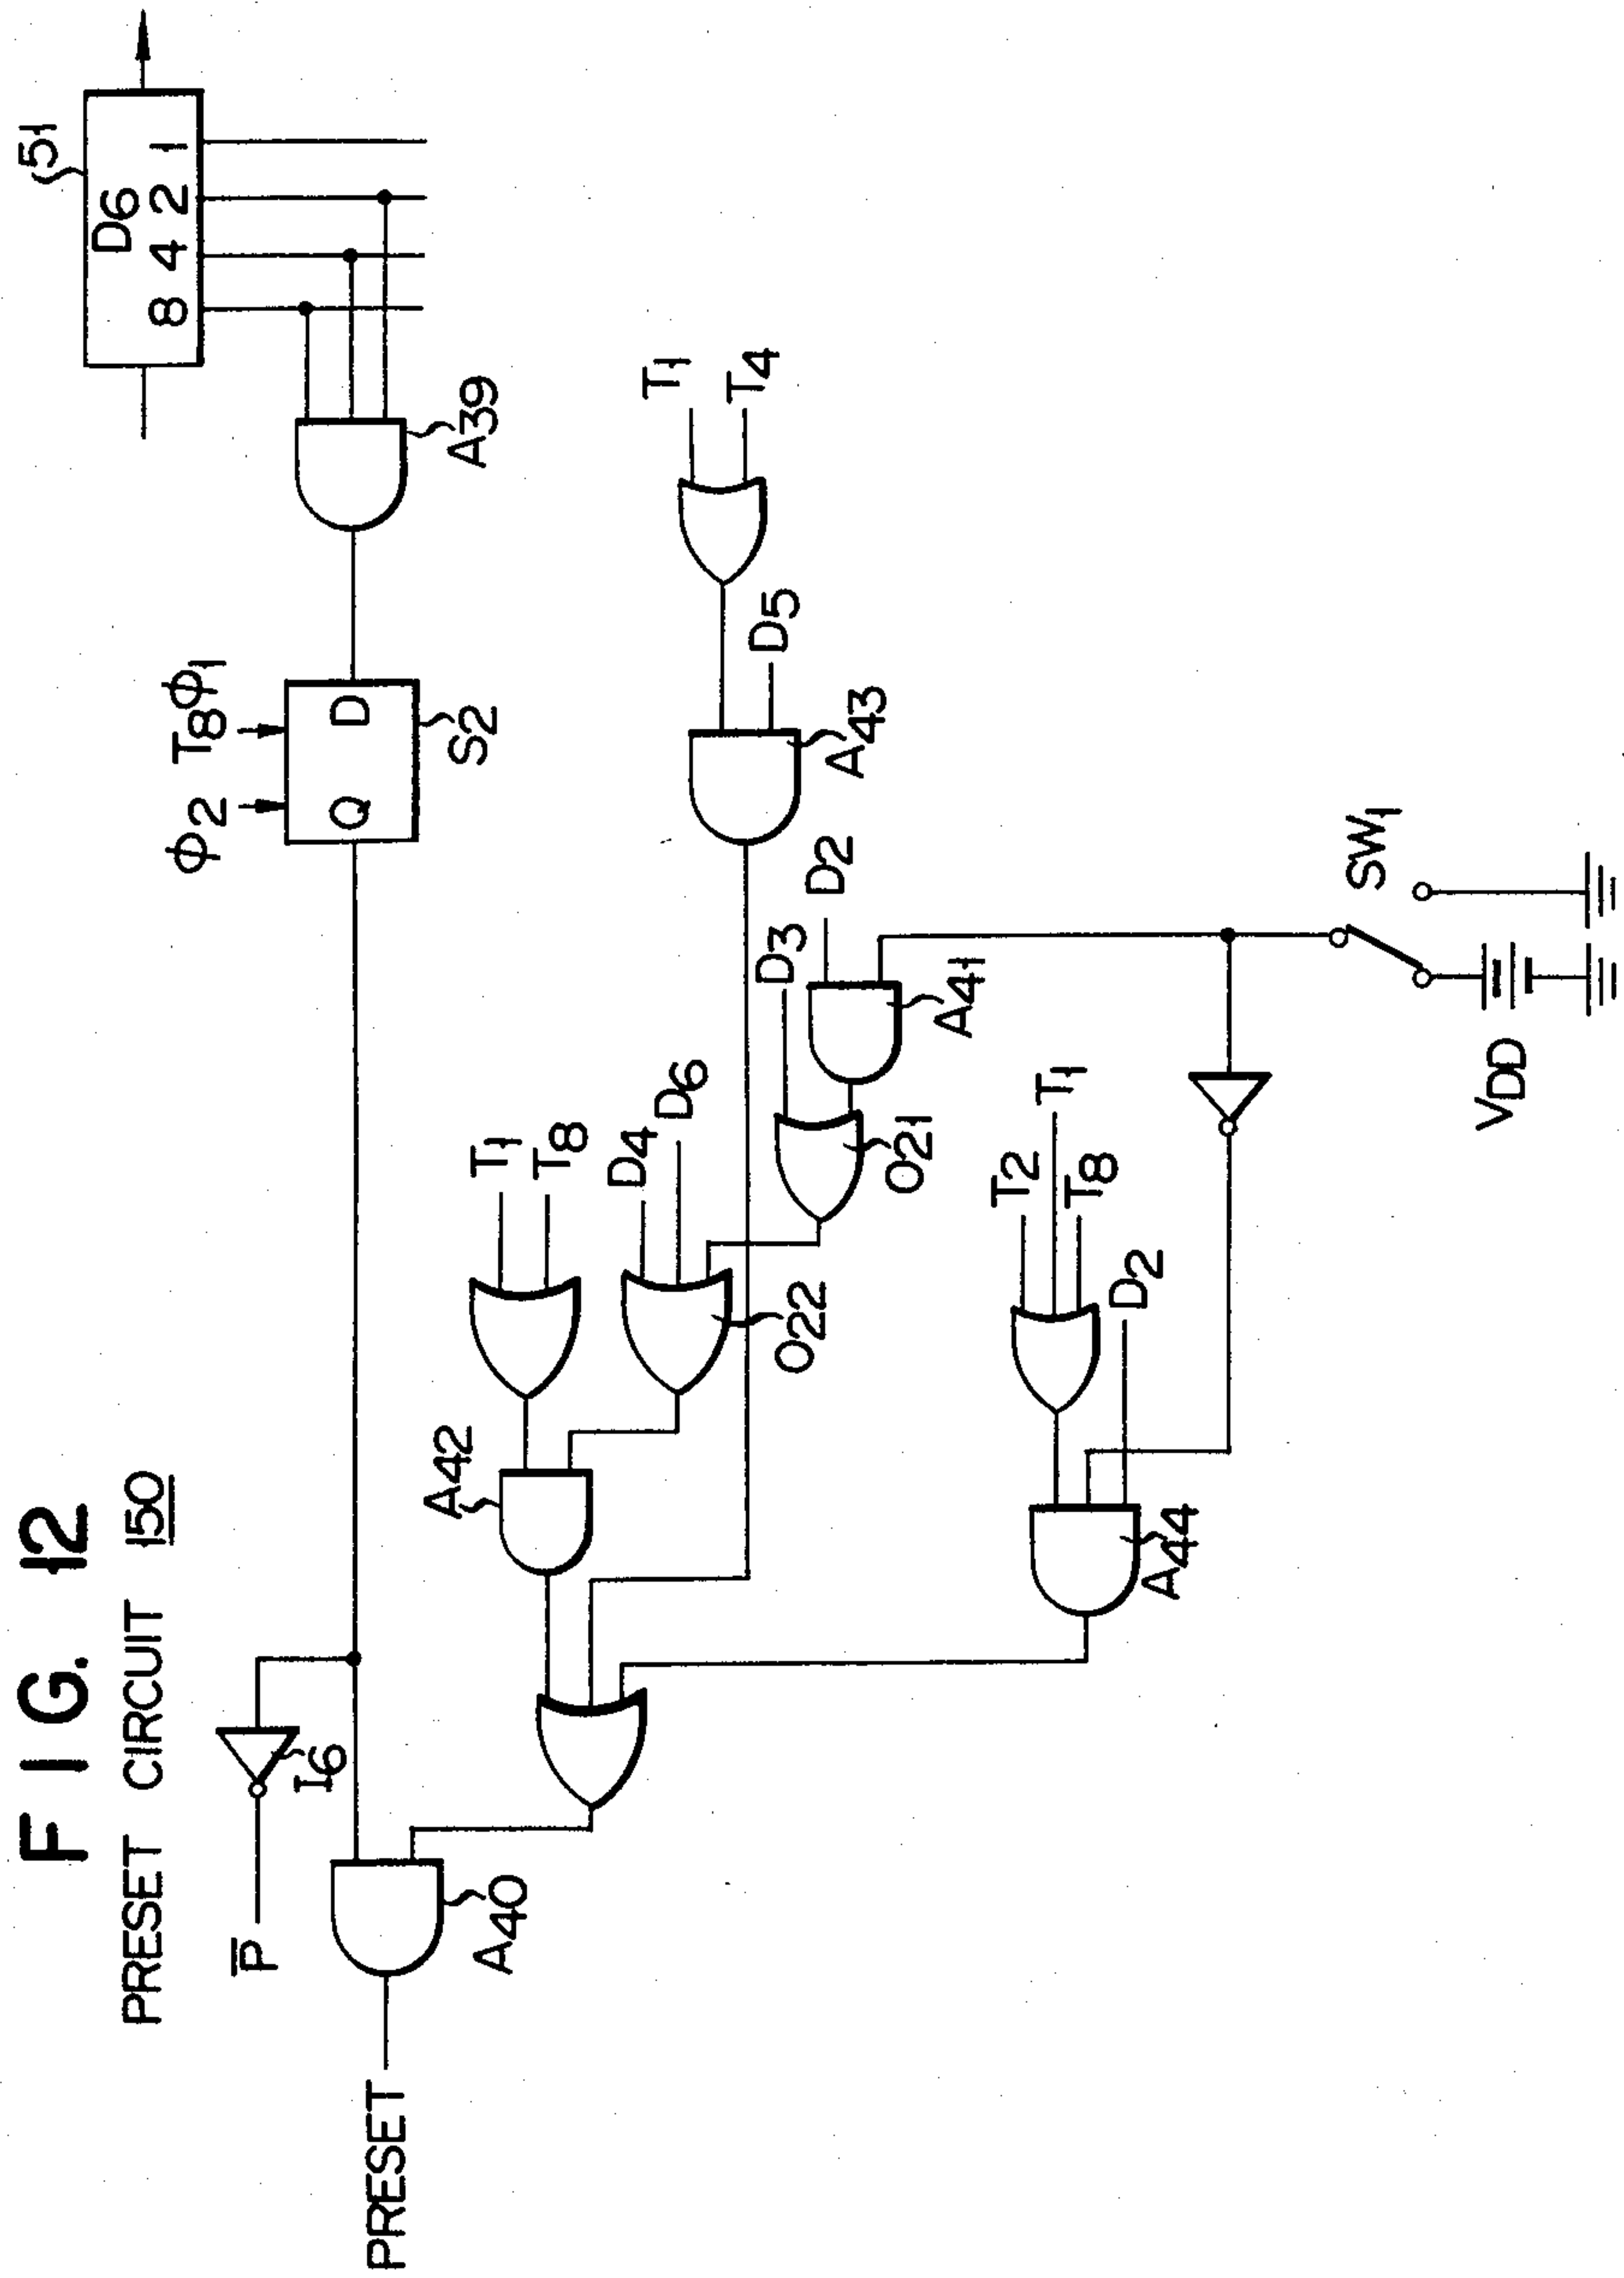 FIG. 12
PRESET CIRCUIT 150
51
D6
8 4 2 1
ϕ2 T8ϕ1
Q D
S2
A39
P̅
I6
PRESET
A40
A42
T1
T8
D4
D6
O22
T1
T4
D5
A43
D3
D2
O21
A41
T2
T1
T8
D2
A44
SW1
VDD